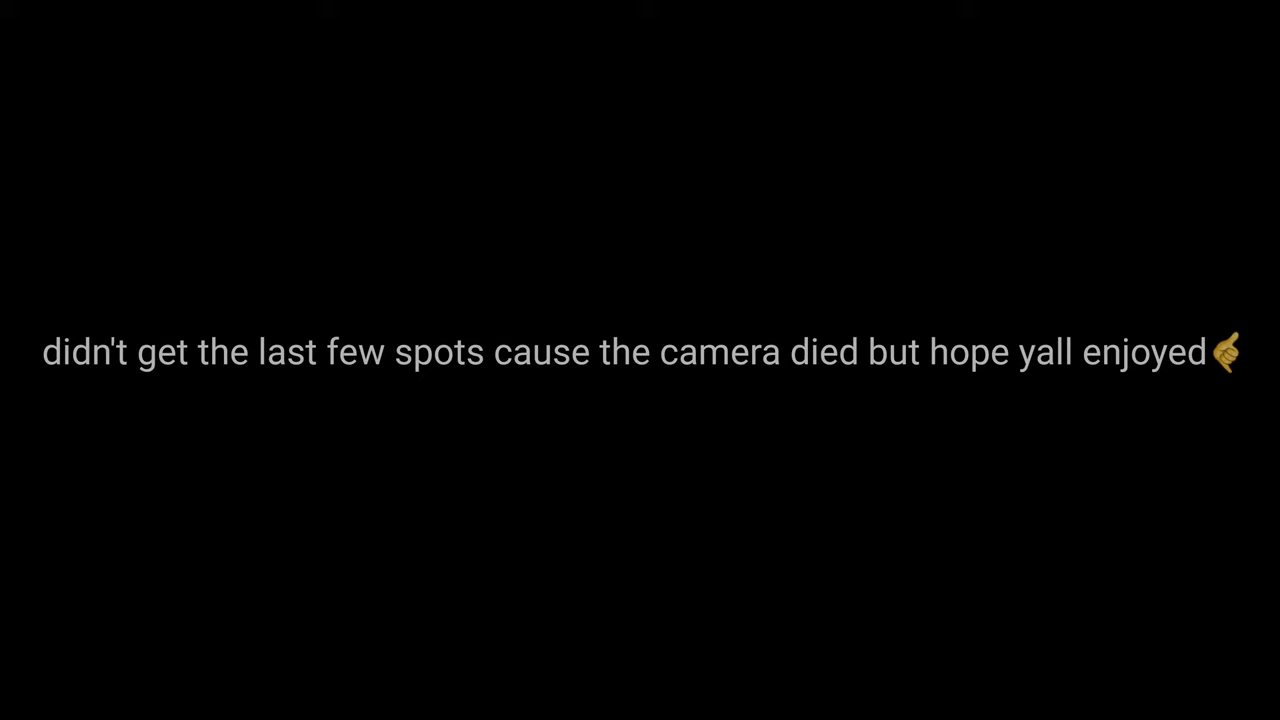 didn't get the last few spots cause the camera died but hope yall enjoyed🤙